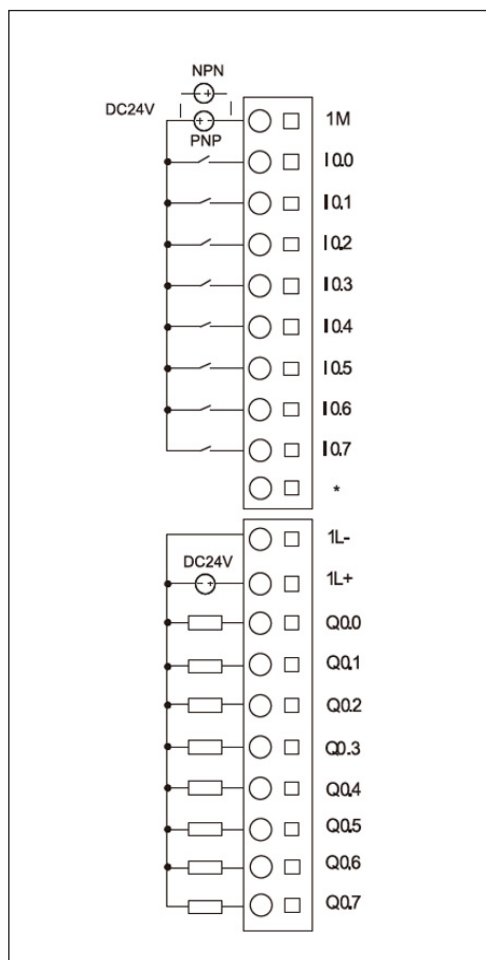 NPN
DC24V
PNP
1M
I0.0
I0.1
I0.2
I0.3
I0.4
I0.5
I0.6
I0.7
*
1L-
DC24V
1L+
Q0.0
Q0.1
Q0.2
Q0.3
Q0.4
Q0.5
Q0.6
Q0.7